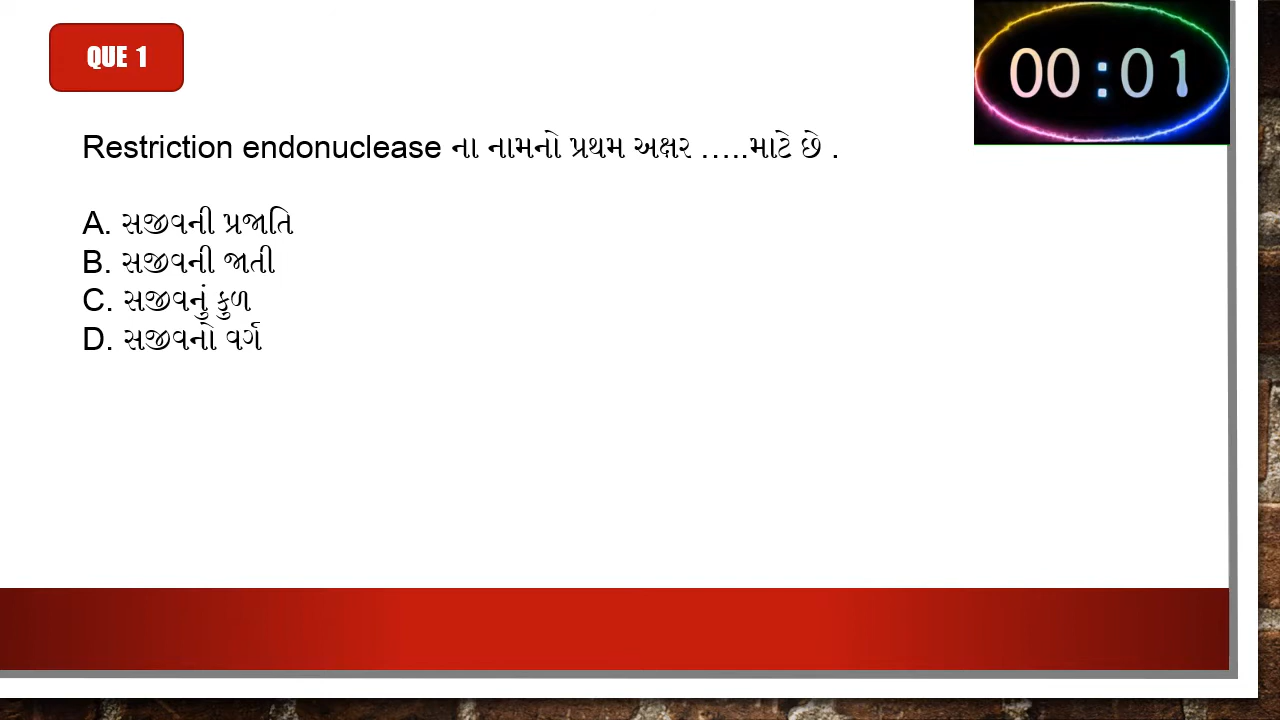 QUE 1
00:01
Restriction endonuclease ના નામનો પ્રથમ અક્ષર .....માટે છે .
A. સજીવની પ્રજાતિ
B. સજીવની જાતી
C. સજીવનું કુળ
D. સજીવનો વર્ગ